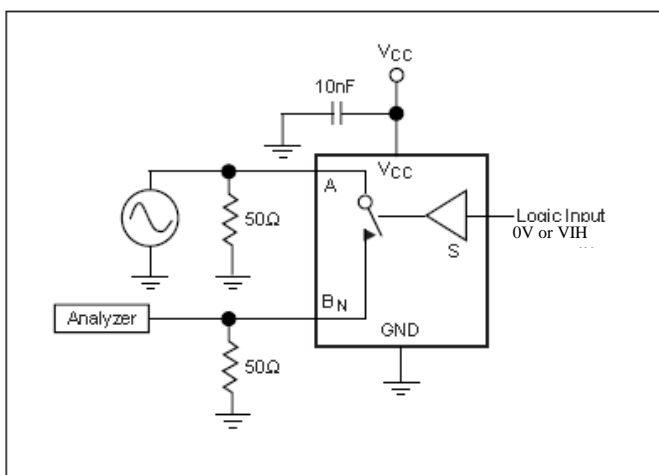 VCC
10nF
VCC
A
50Ω
Logic Input
0V or VIH
S
BN
Analyzer
GND
50Ω